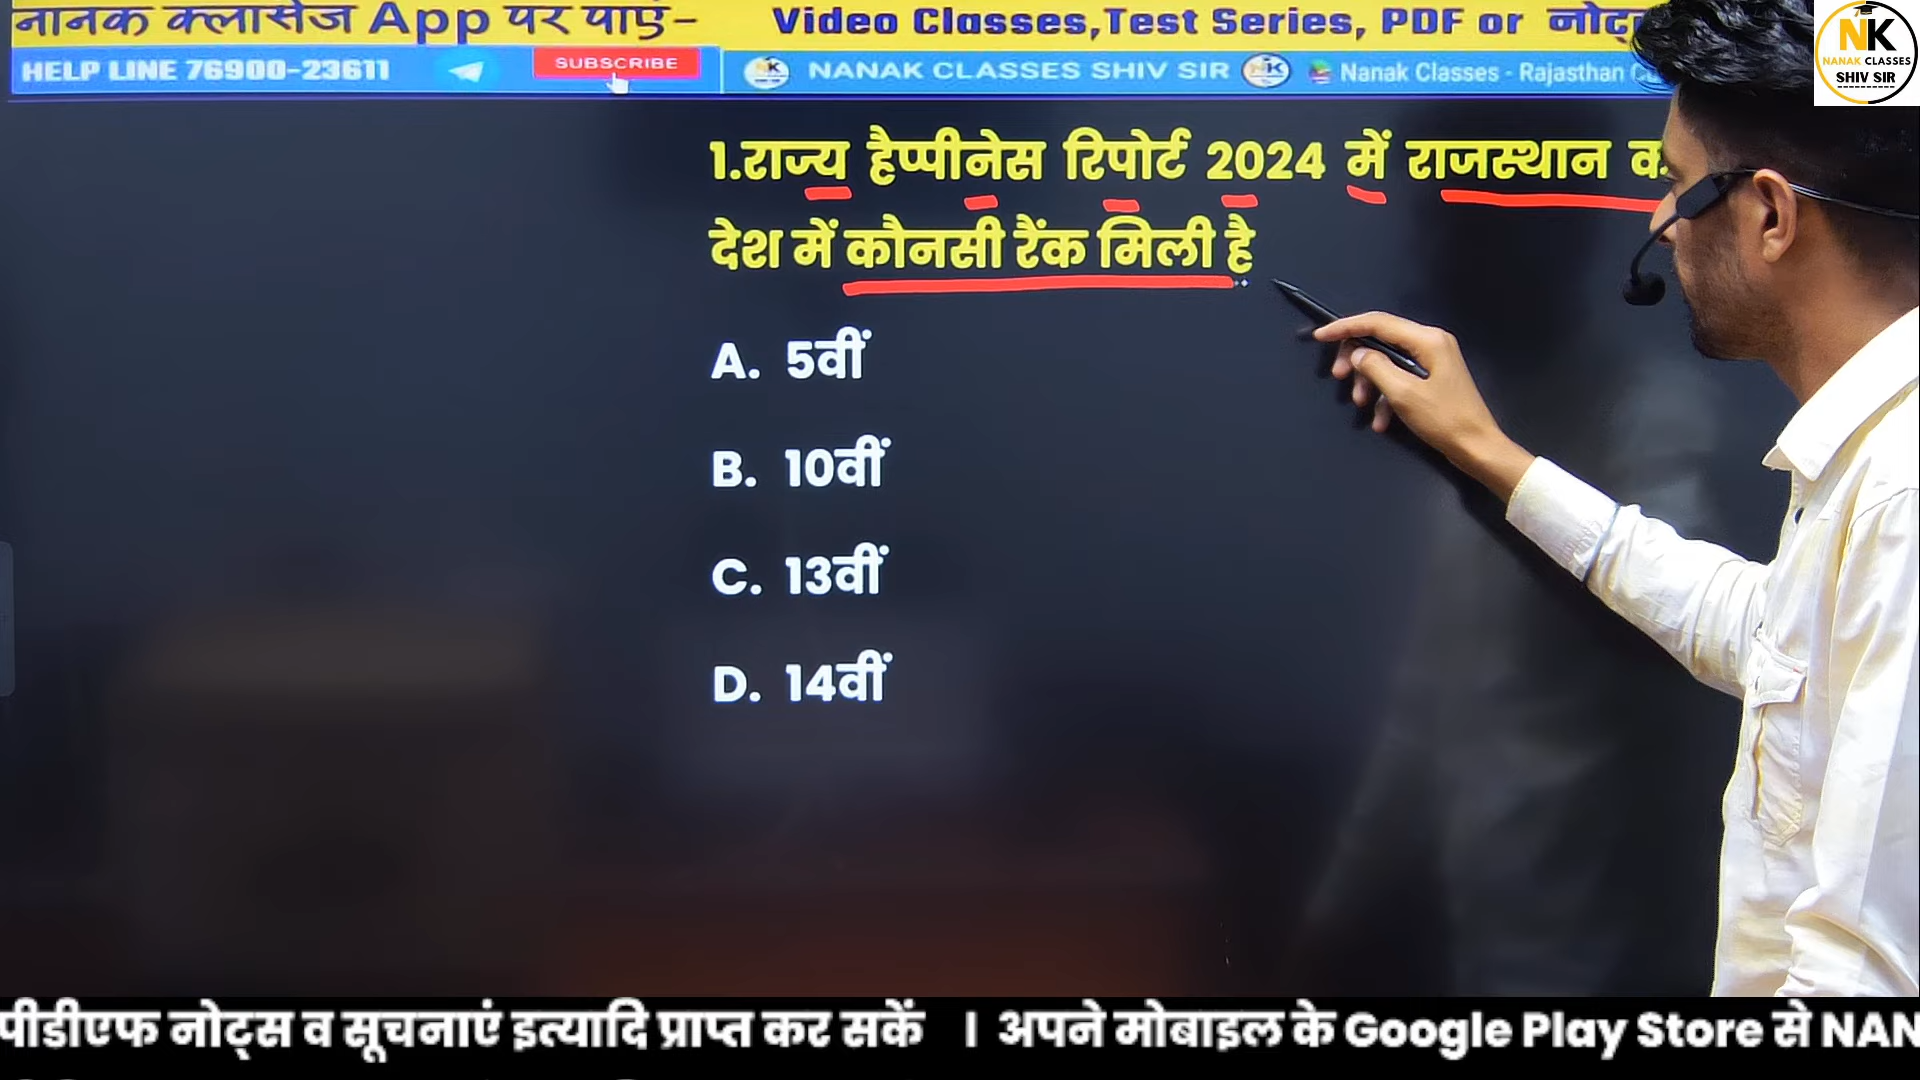 नानक क्लासेज App पर पाएं- Video Classes,Test Series, PDF or
HELP LINE 76900-23611 SUBSCRIBE NANAK CLASSES SHIV SIR Nanak Classes - Rajasthan
NK
NANAK CLASSES
SHIV SIR
1.राज्य हैप्पीनेस रिपोर्ट 2024 में राजस्थान
देश में कौनसी रैंक मिली है
A. 5वीं
B. 10वीं
C. 13वीं
D. 14वीं
पीडीएफ नोट्स व सूचनाएं इत्यादि प्राप्त कर सकें । अपने मोबाइल के Google Play Store से NAN